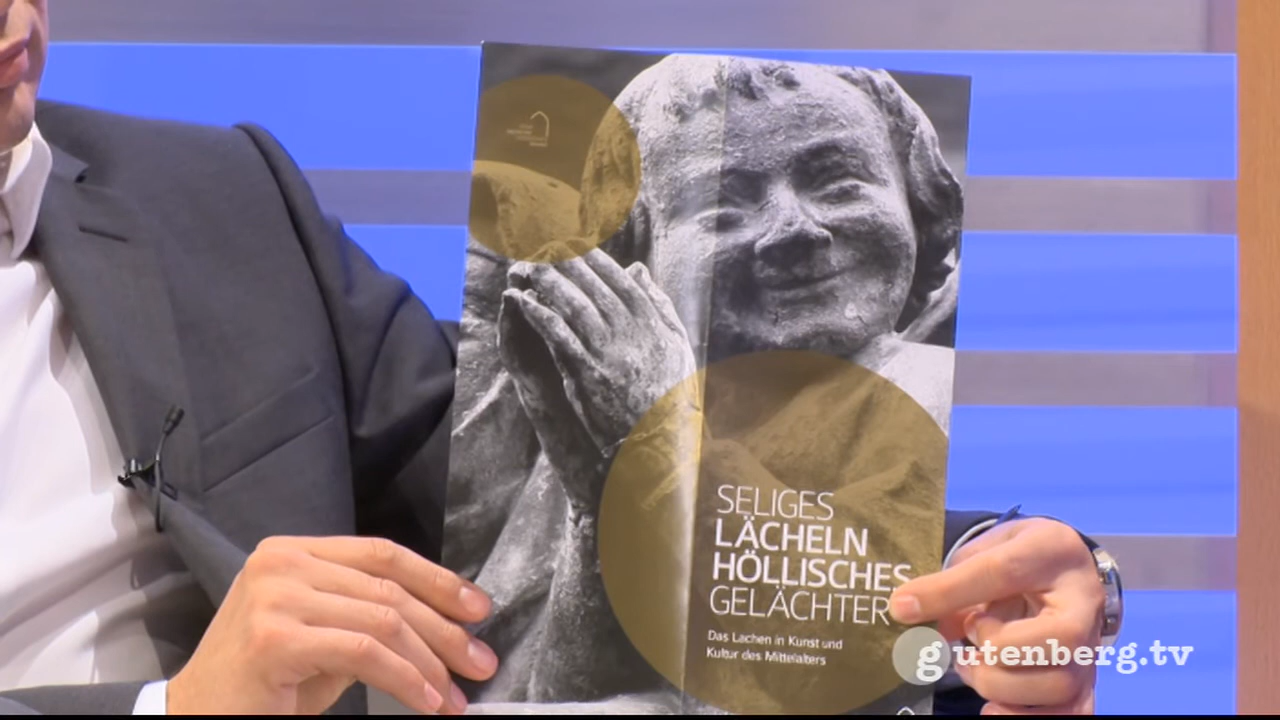 SELIGES
LÄCHELN
HÖLLISCHES
GELÄCHTER
Das Lachen in Kunst und
Kultur des Mittelalters
gutenberg.tv